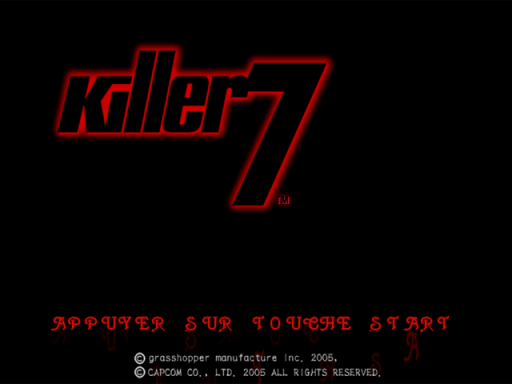 killer7
TM
APPUYER SUR TOUCHE START
© grasshopper manufacture inc. 2005.
© CAPCOM CO., LTD. 2005 ALL RIGHTS RESERVED.